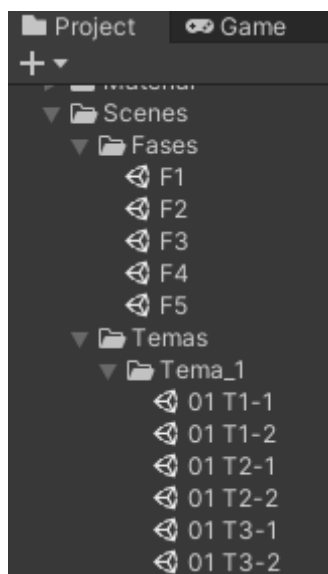 Project Game
Material
Scenes
Fases
F1
F2
F3
F4
F5
Temas
Tema_1
01 T1-1
01 T1-2
01 T2-1
01 T2-2
01 T3-1
01 T3-2